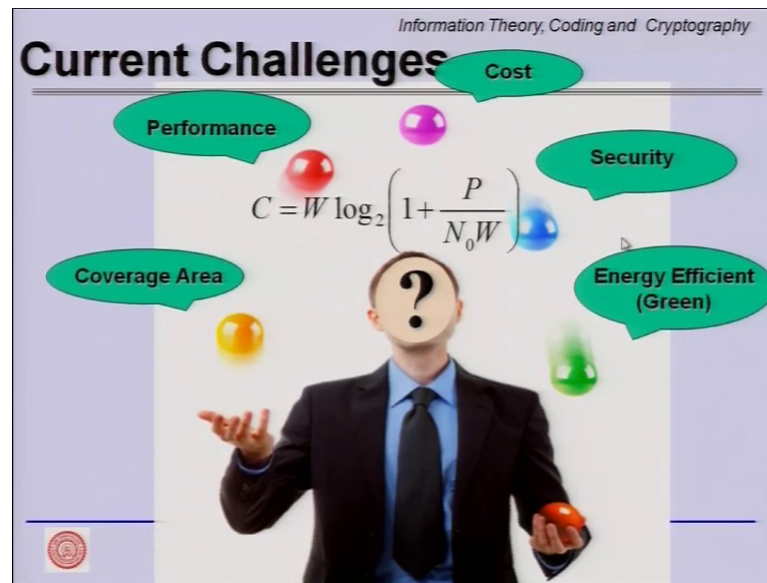 Information Theory, Coding and Cryptography
Current Challenges
Cost
Performance
Security
C = W log₂(1 + P / N₀W)
Coverage Area
Energy Efficient
(Green)
?